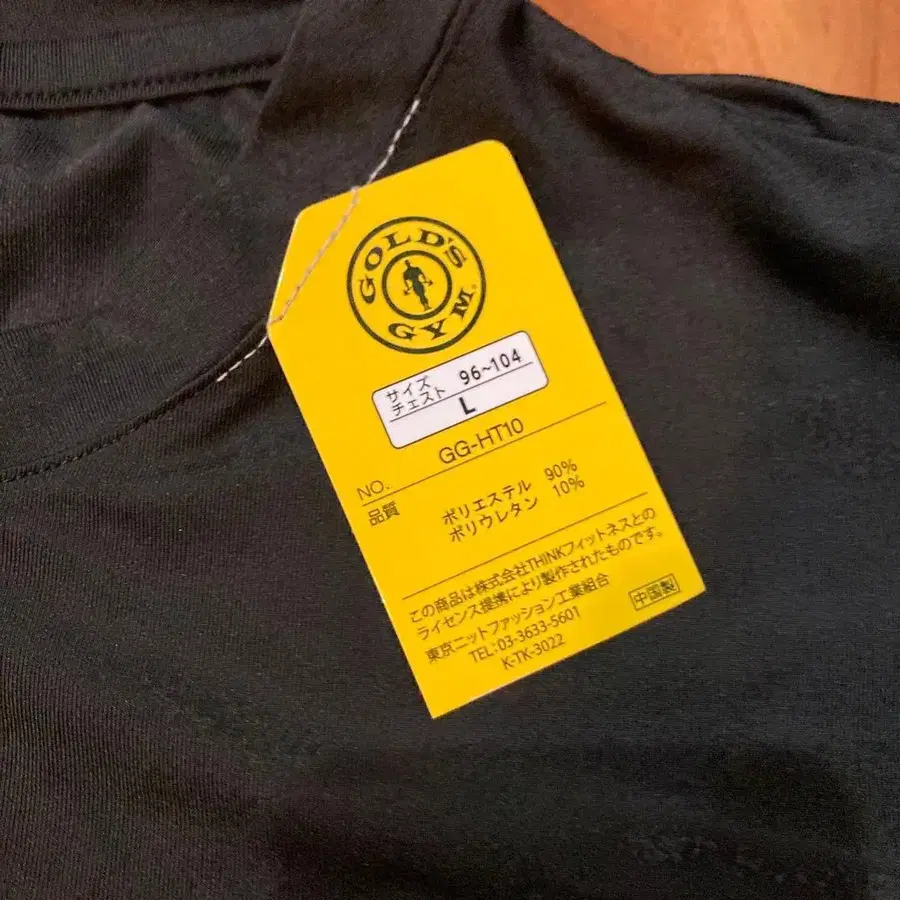 GOLD'S GYM.
サイズ
チェスト 96~104
L
NO. GG-HT10
品質 ポリエステル 90%
ポリウレタン 10%
この商品は株式会社THINKフィットネスとの
ライセンス提携により製作されたものです。
東京ニットファッション工業組合 中国製
TEL:03-3633-5601
K-TK-3022